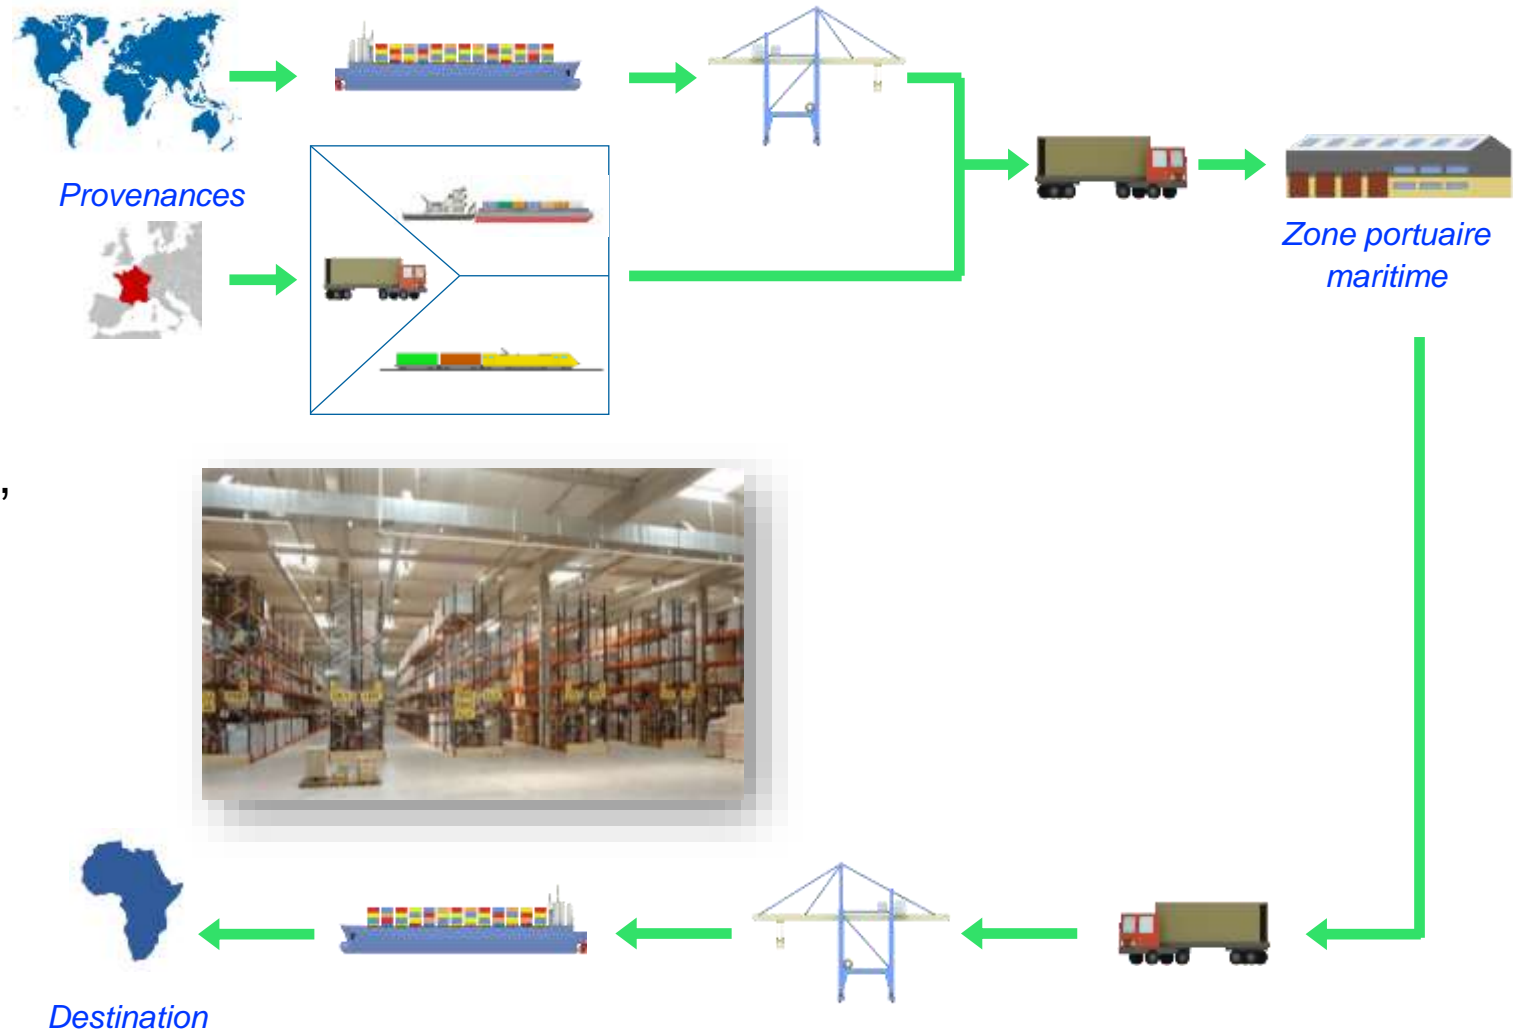 Provenances
Zone portuaire
maritime
,
Destination